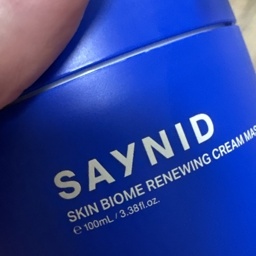 SAYNID
SKIN BIOME RENEWING CREAM MAS
℮ 100mL / 3.38fl.oz.